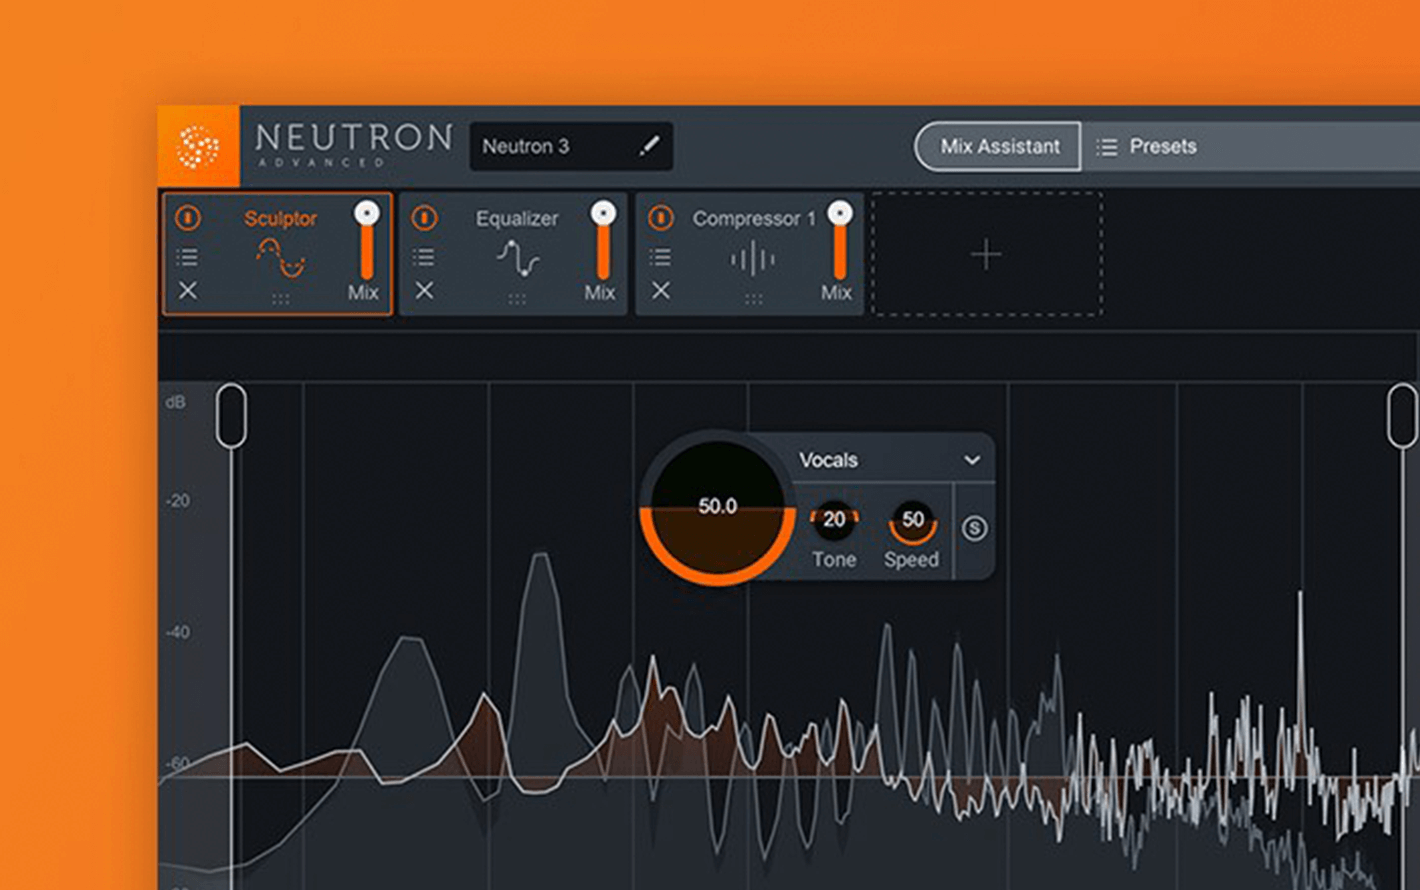 NEUTRON
ADVANCED
Neutron 3
Mix Assistant
Presets
Sculptor
Mix
Equalizer
Mix
Compressor 1
Mix
dB
-20
-40
-60
50.0
Vocals
20
Tone
50
Speed
S